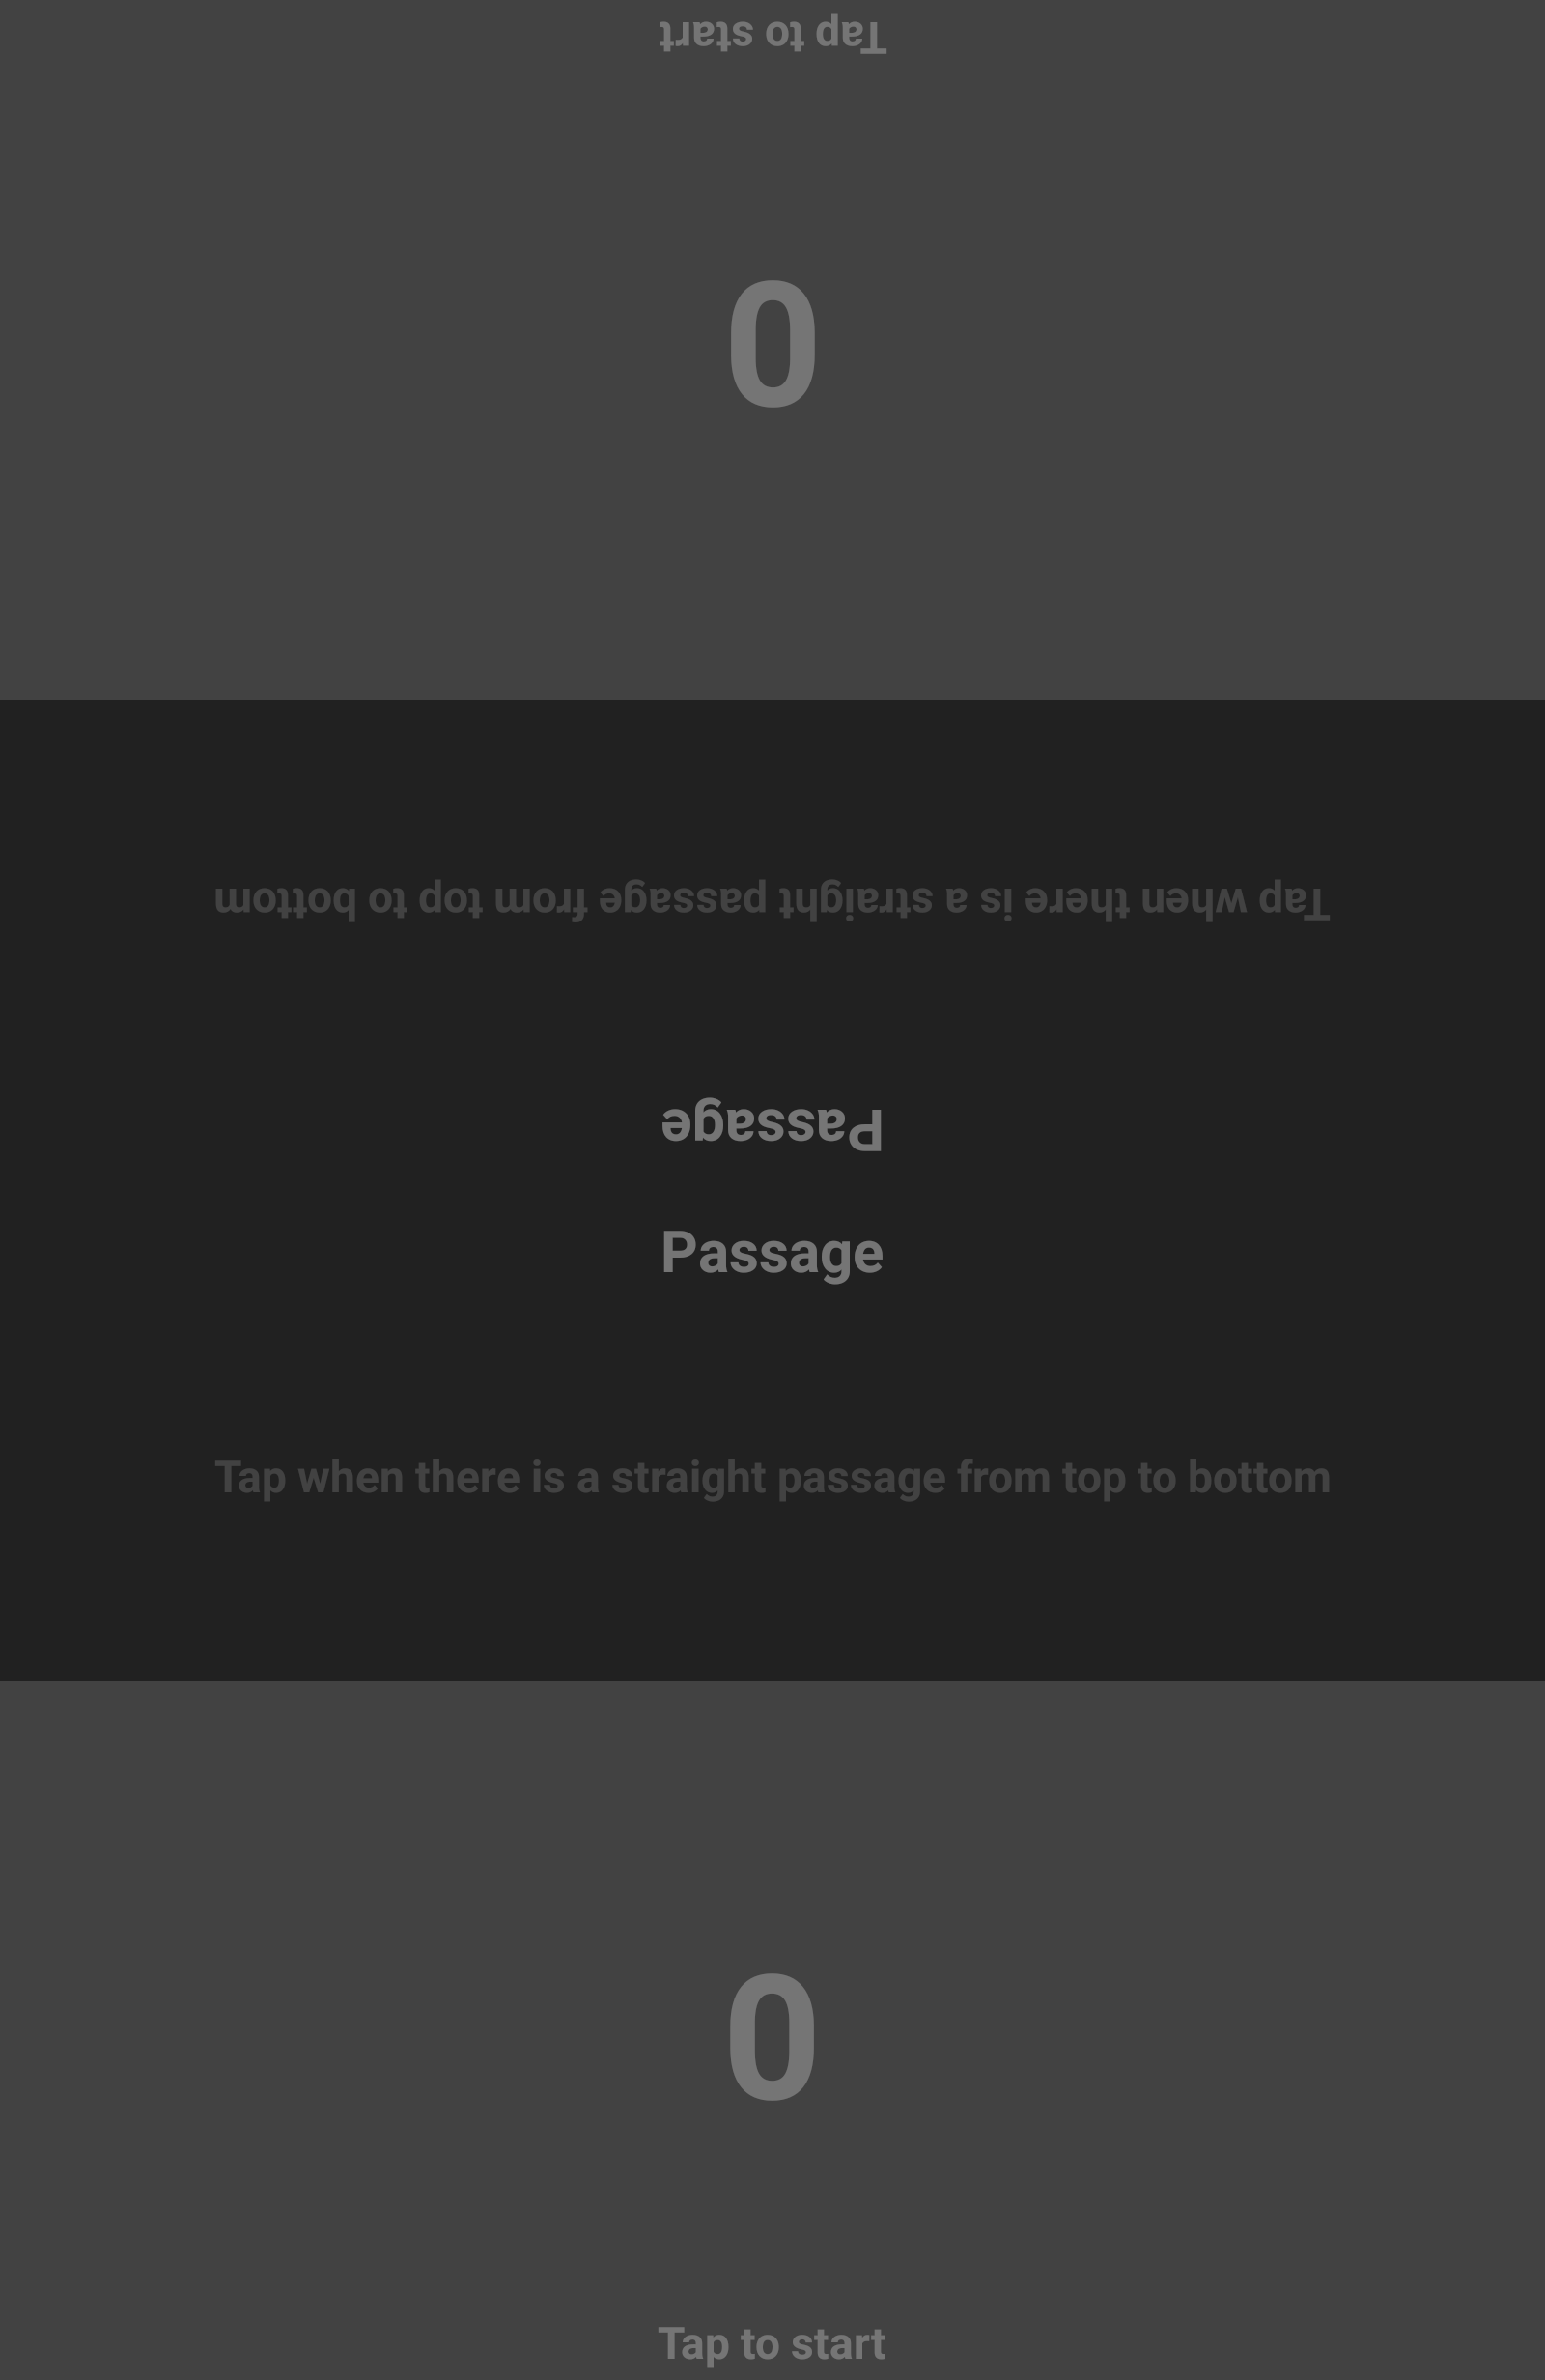 Tap to start
0
Tap when there is a straight passage from top to bottom
Passage
Passage
Tap when there is a straight passage from top to bottom
0
Tap to start